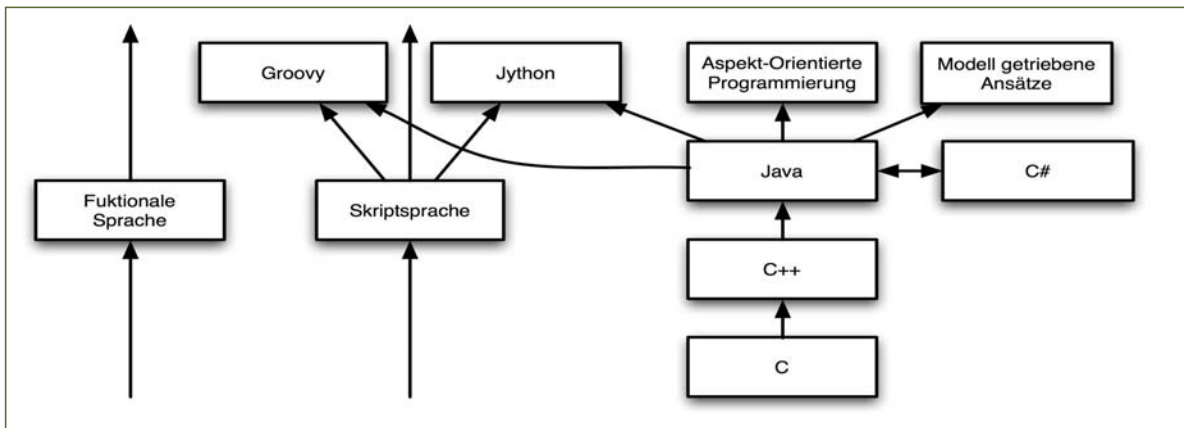 Groovy
Jython
Aspekt-Orientierte
Programmierung
Modell getriebene
Ansätze
Java
C#
Fuktionale
Sprache
Skriptsprache
C++
C